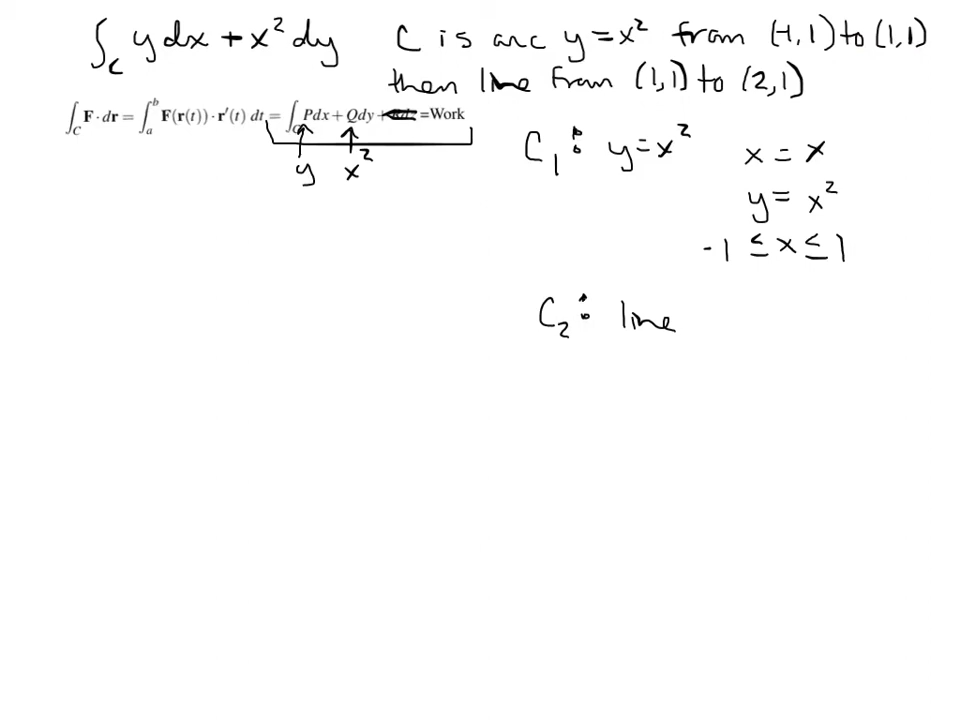 ∫_C y dx + x² dy   C is arc y = x² from (-1, 1) to (1, 1)
then line from (1, 1) to (2, 1)
∫_C F · dr = ∫_a^b F(r(t)) · r′(t) dt = ∫_C Pdx + Qdy + Rdz =Work
y   x²
C₁ : y = x²   x = x
y = x²
-1 ≤ x ≤ 1
C₂ : line